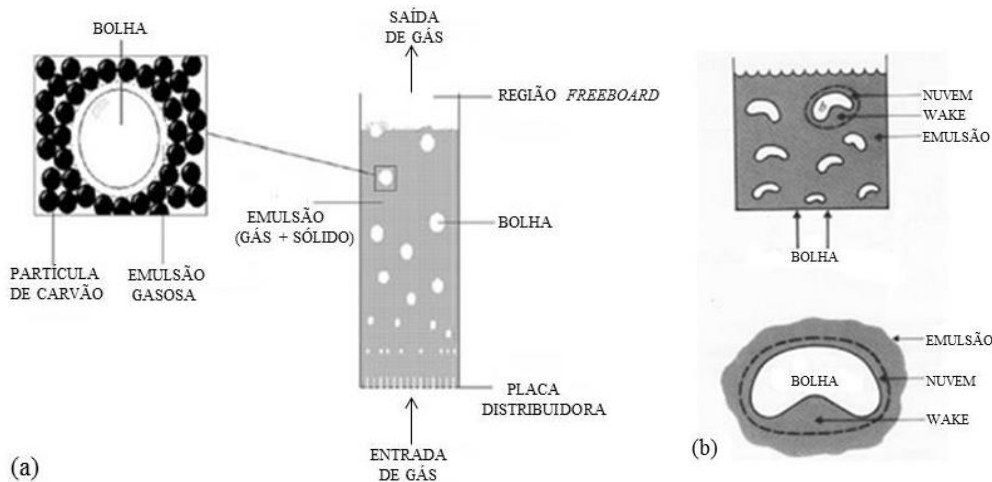 BOLHA
PARTÍCULA
DE CARVÃO
EMULSÃO
GASOSA
(a)
SAÍDA
DE GÁS
REGIÃO FREEBOARD
EMULSÃO
(GÁS + SÓLIDO)
BOLHA
PLACA
DISTRIBUIDORA
ENTRADA
DE GÁS
NUVEM
WAKE
EMULSÃO
BOLHA
EMULSÃO
BOLHA
NUVEM
WAKE
(b)